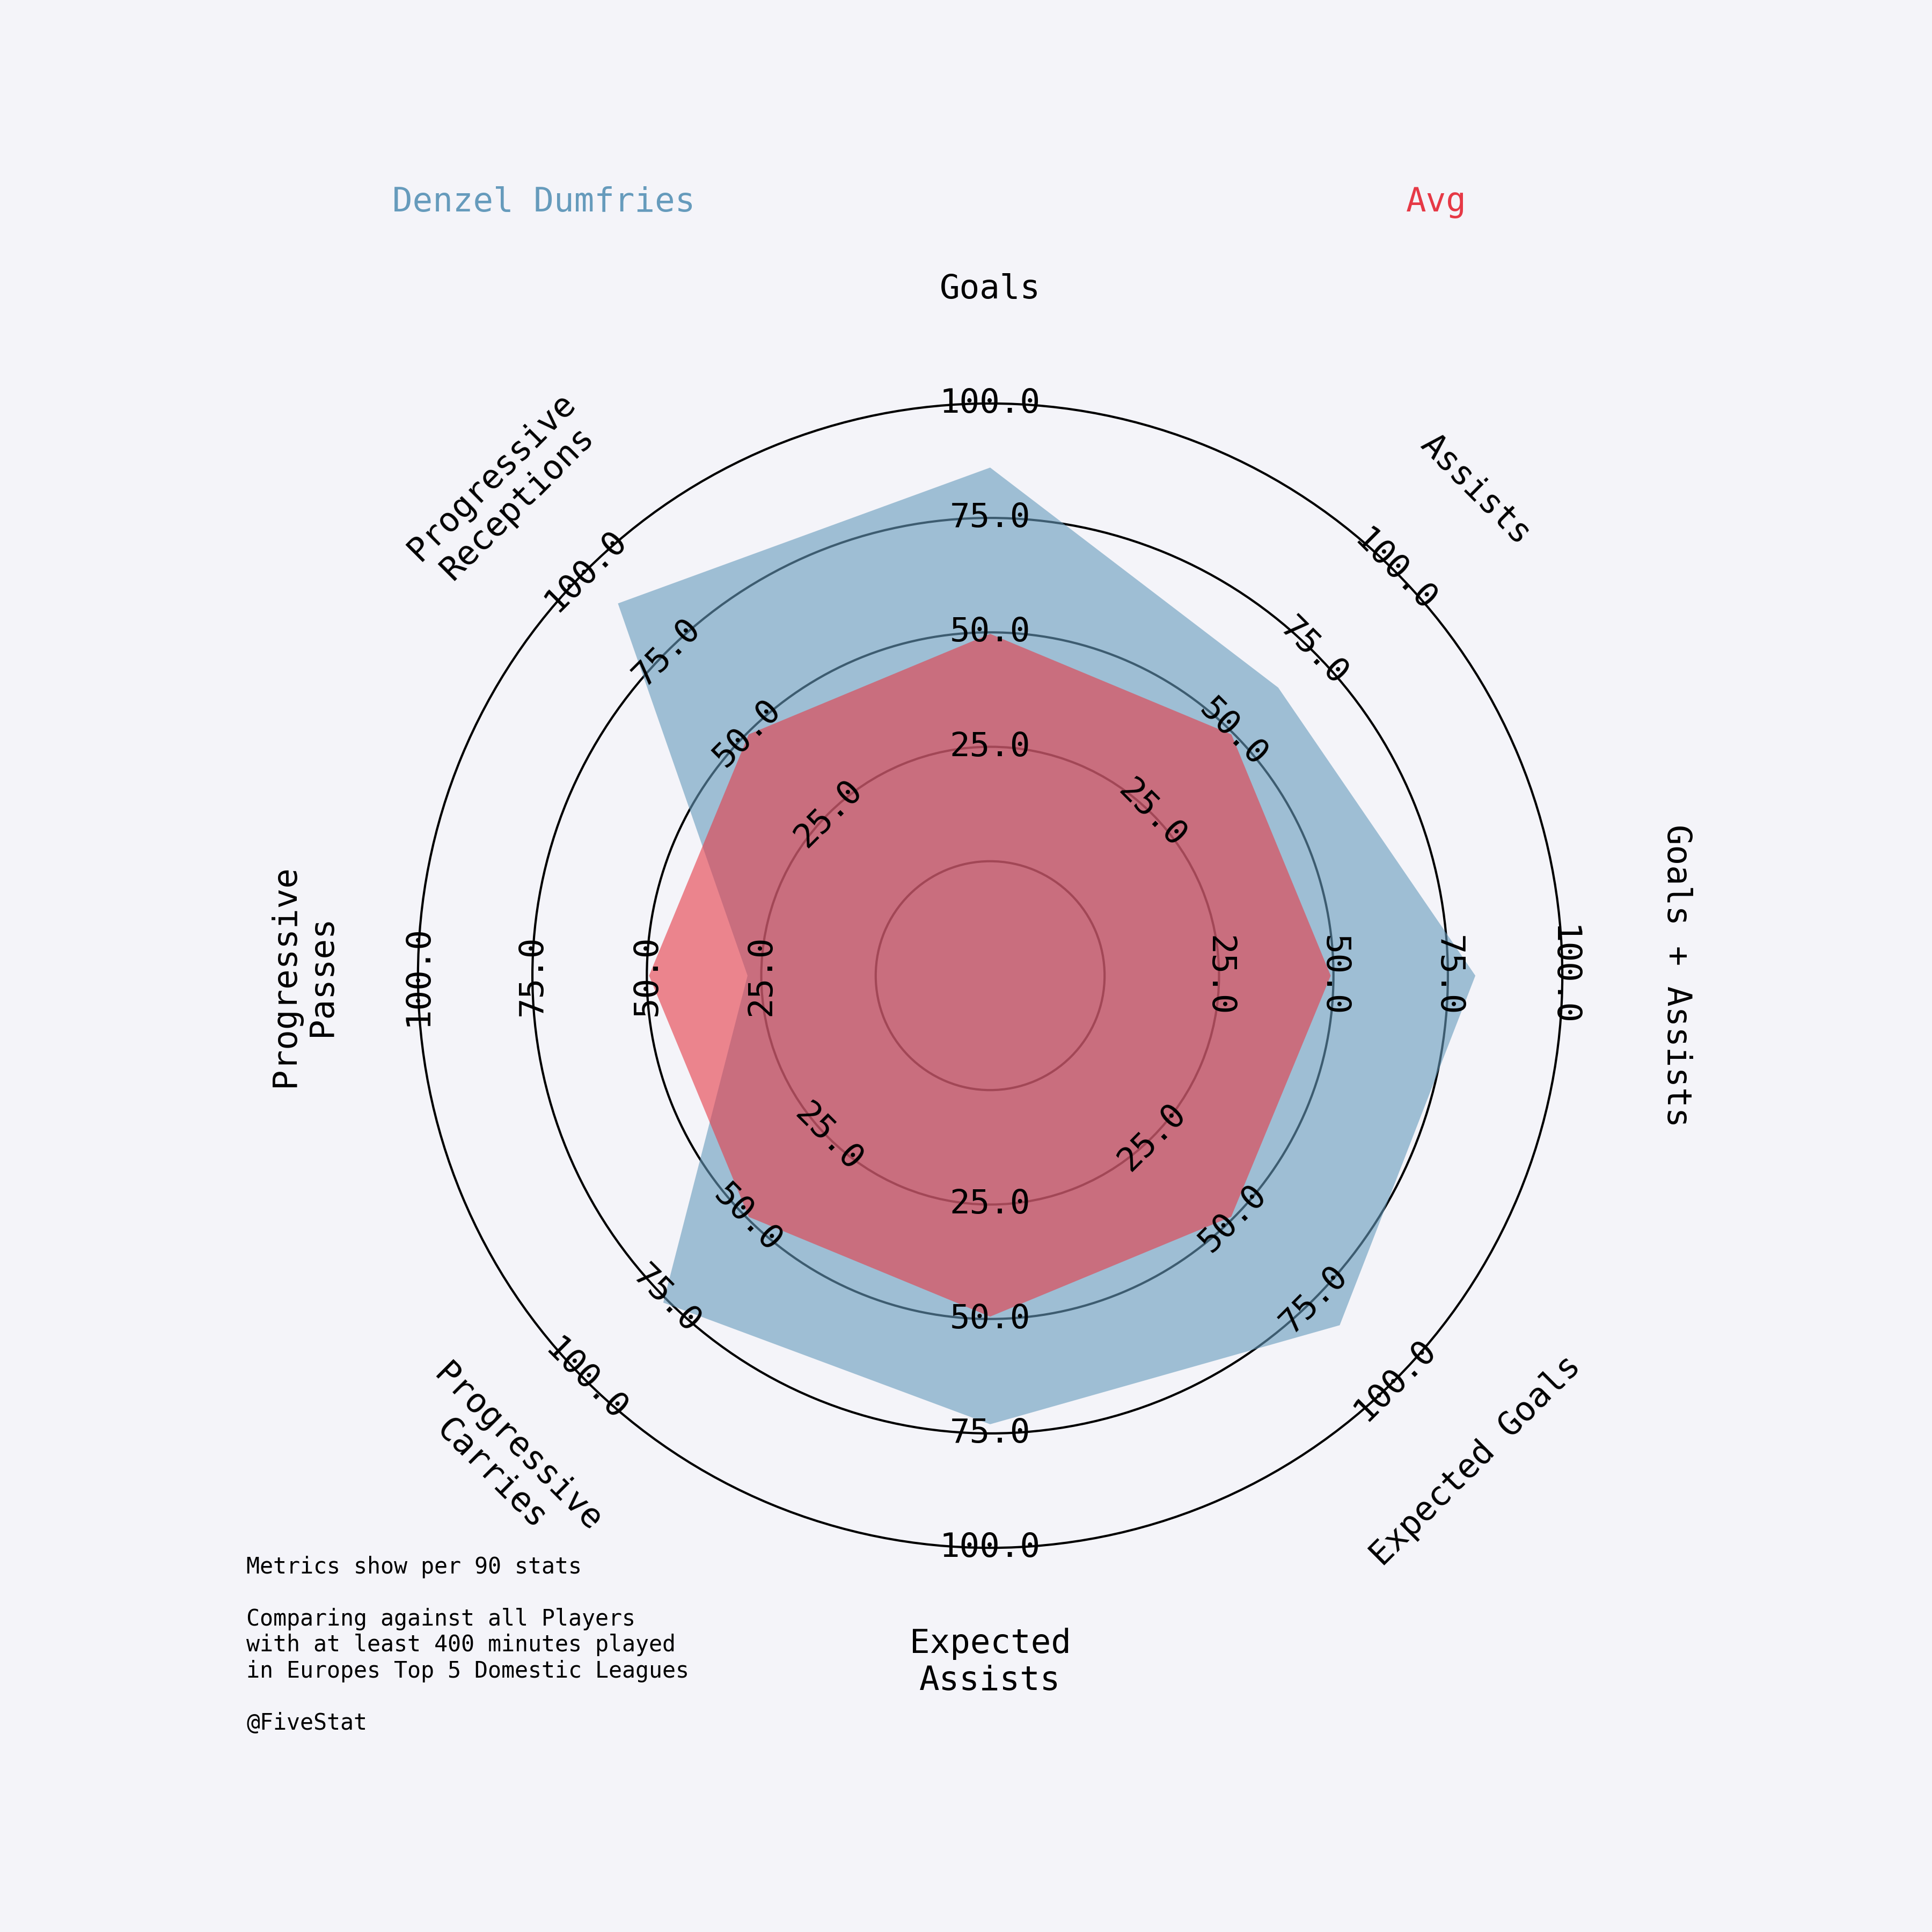 Denzel Dumfries
Avg
Goals
Assists
Goals + Assists
Expected Goals
Expected
Assists
Progressive
Carries
Progressive
Passes
Progressive
Receptions
25.0
50.0
75.0
100.0
25.0
50.0
75.0
100.0
25.0
50.0
75.0
100.0
25.0
50.0
75.0
100.0
25.0
50.0
75.0
100.0
25.0
50.0
75.0
100.0
25.0
50.0
75.0
100.0
25.0
50.0
75.0
100.0
Metrics show per 90 stats
Comparing against all Players
with at least 400 minutes played
in Europes Top 5 Domestic Leagues
@FiveStat